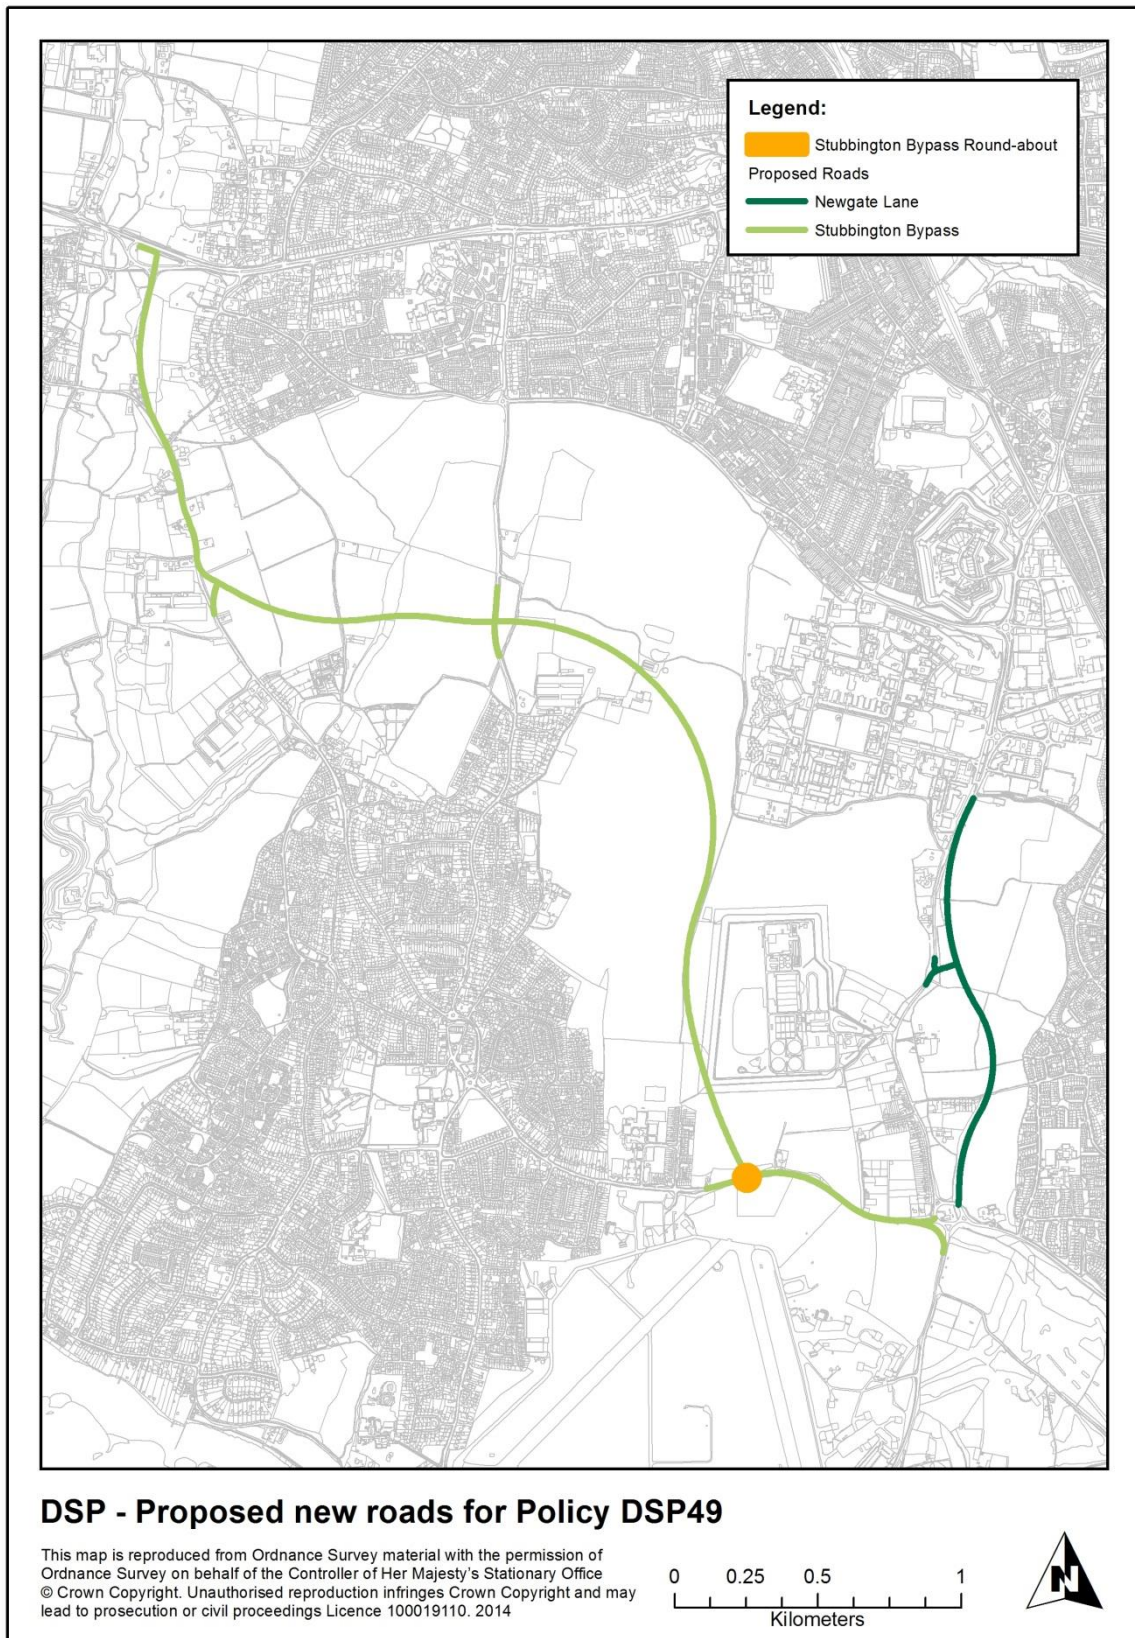 Legend:
Stubbington Bypass Round-about
Proposed Roads
Newgate Lane
Stubbington Bypass
DSP - Proposed new roads for Policy DSP49
This map is reproduced from Ordnance Survey material with the permission of
Ordnance Survey on behalf of the Controller of Her Majesty's Stationary Office
© Crown Copyright. Unauthorised reproduction infringes Crown Copyright and may
lead to prosecution or civil proceedings Licence 100019110. 2014
0 0.25 0.5 1
Kilometers
N